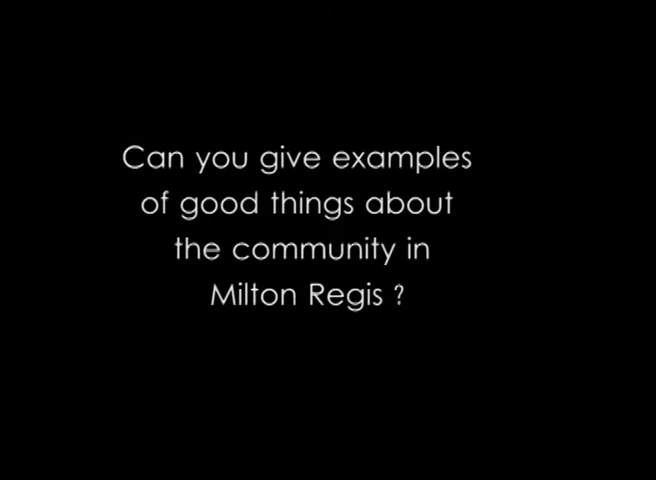 Can you give examples
of good things about
the community in
Milton Regis ?